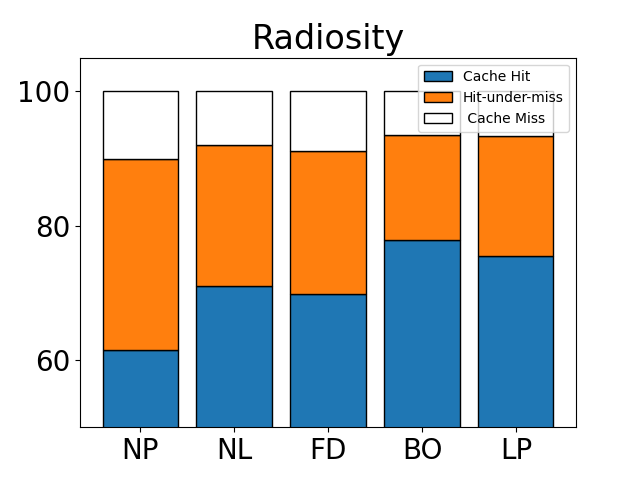 Radiosity
Cache Hit
Hit-under-miss
Cache Miss
100
80
60
NP NL FD BO LP